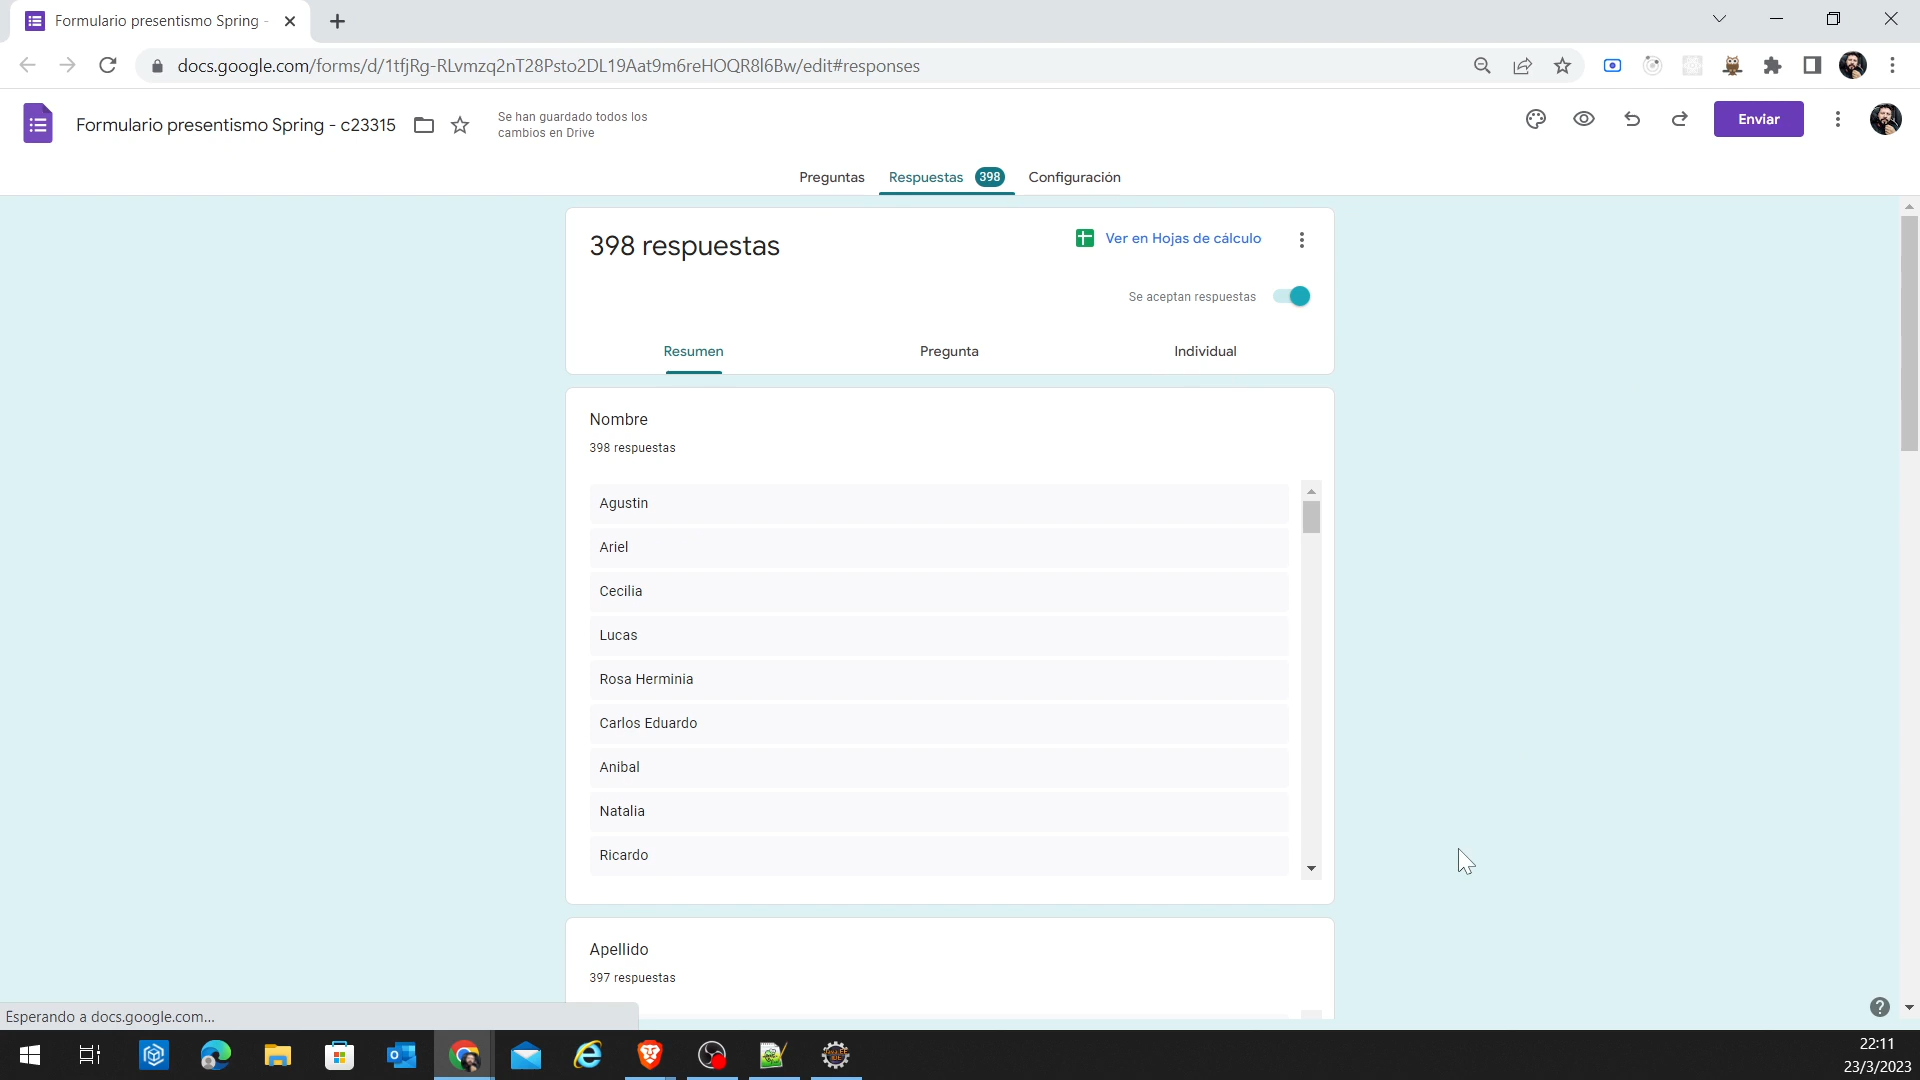 Formulario presentismo Spring -
docs.google.com/forms/d/1tfjRg-RLvmzq2nT28Psto2DL19Aat9m6reHOQR8l6Bw/edit#responses
Formulario presentismo Spring - c23315
Se han guardado todos los
cambios en Drive
Enviar
Preguntas
Respuestas 398
Configuración
398 respuestas
Ver en Hojas de cálculo
Se aceptan respuestas
Resumen
Pregunta
Individual
Nombre
398 respuestas
Agustin
Ariel
Cecilia
Lucas
Rosa Herminia
Carlos Eduardo
Anibal
Natalia
Ricardo
Apellido
397 respuestas
Esperando a docs.google.com...
22:11
23/3/2023